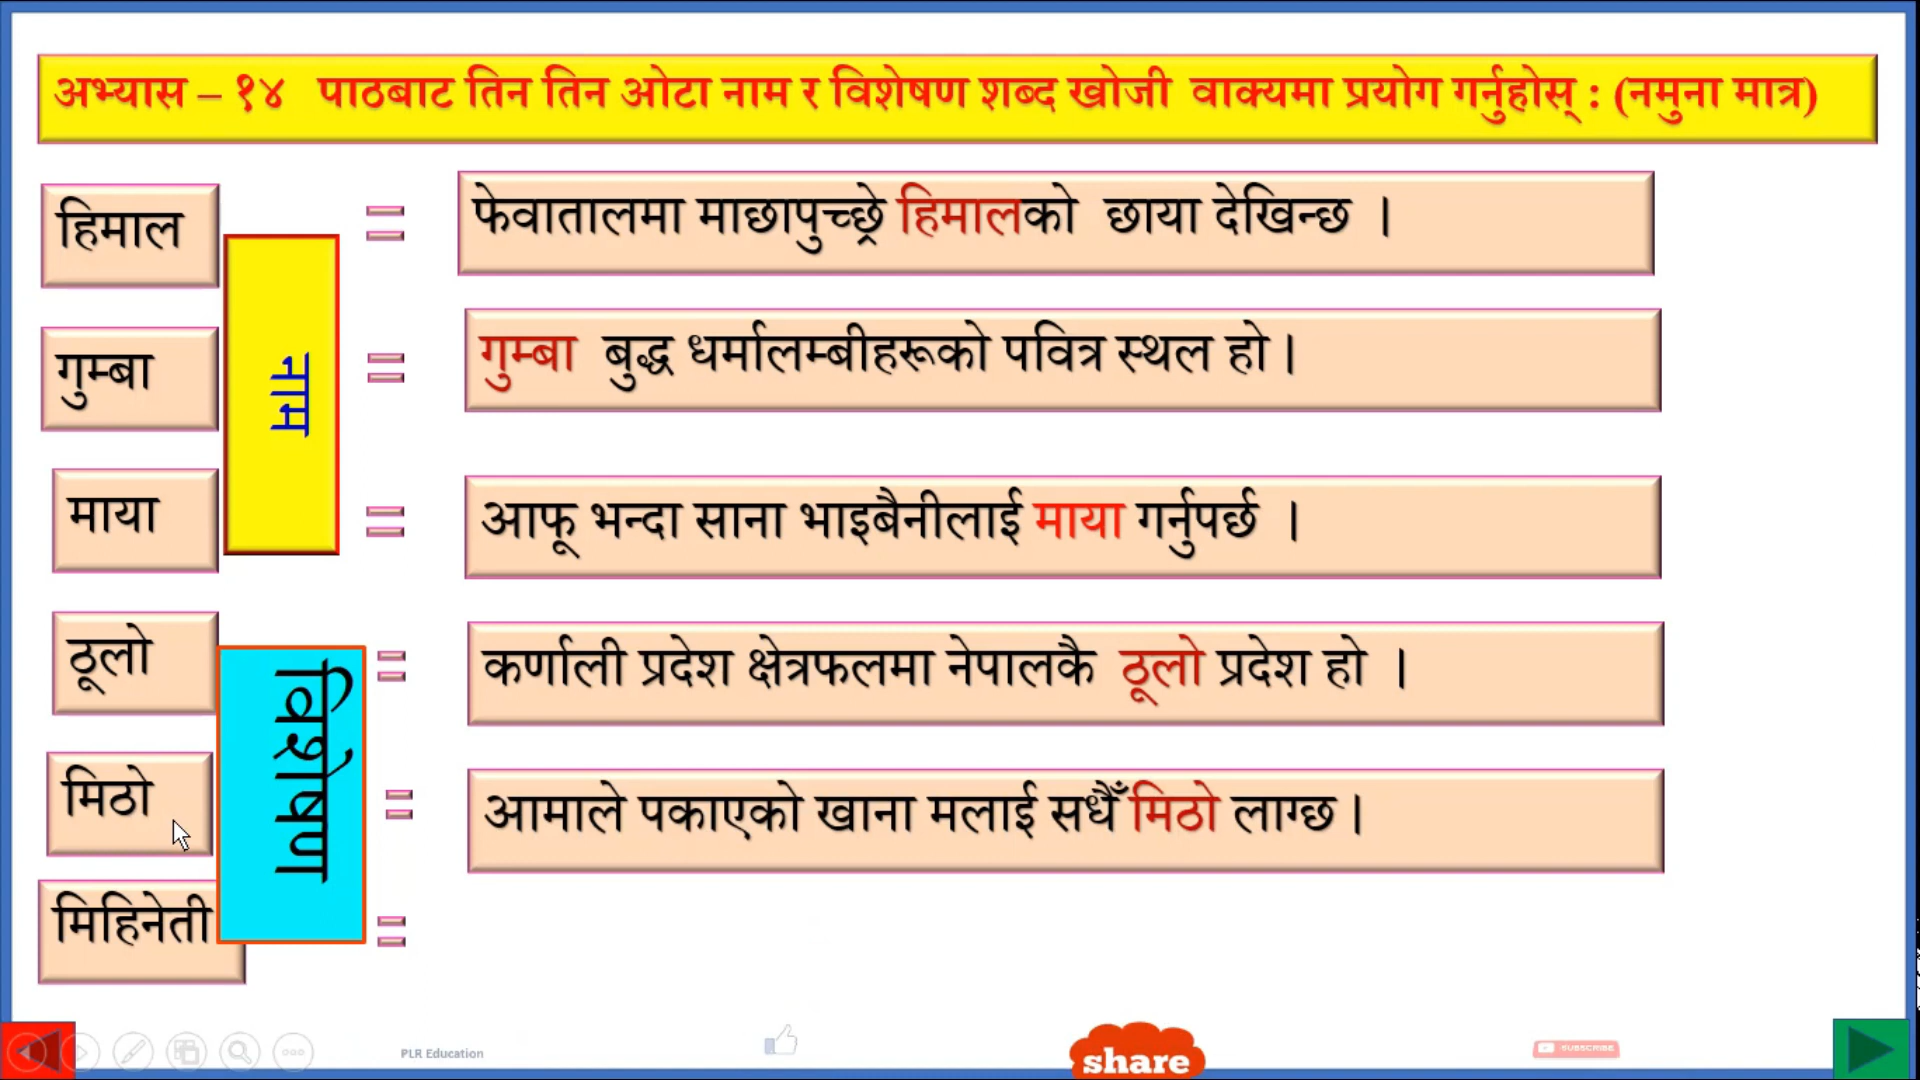 अभ्यास – १४ पाठबाट तिन तिन ओटा नाम र विशेषण शब्द खोजी वाक्यमा प्रयोग गर्नुहोस् : (नमुना मात्र)
हिमाल = फेवातालमा माछापुच्छ्रे हिमालको छाया देखिन्छ ।
गुम्बा = गुम्बा बुद्ध धर्मालम्बीहरूको पवित्र स्थल हो ।
नाम
माया = आफू भन्दा साना भाइबैनीलाई माया गर्नुपर्छ ।
ठूलो = कर्णाली प्रदेश क्षेत्रफलमा नेपालकै ठूलो प्रदेश हो ।
विशेषण
मिठो = आमाले पकाएको खाना मलाई सधैँ मिठो लाग्छ ।
मिहिनेती =
PLR Education
share
SUBSCRIBE